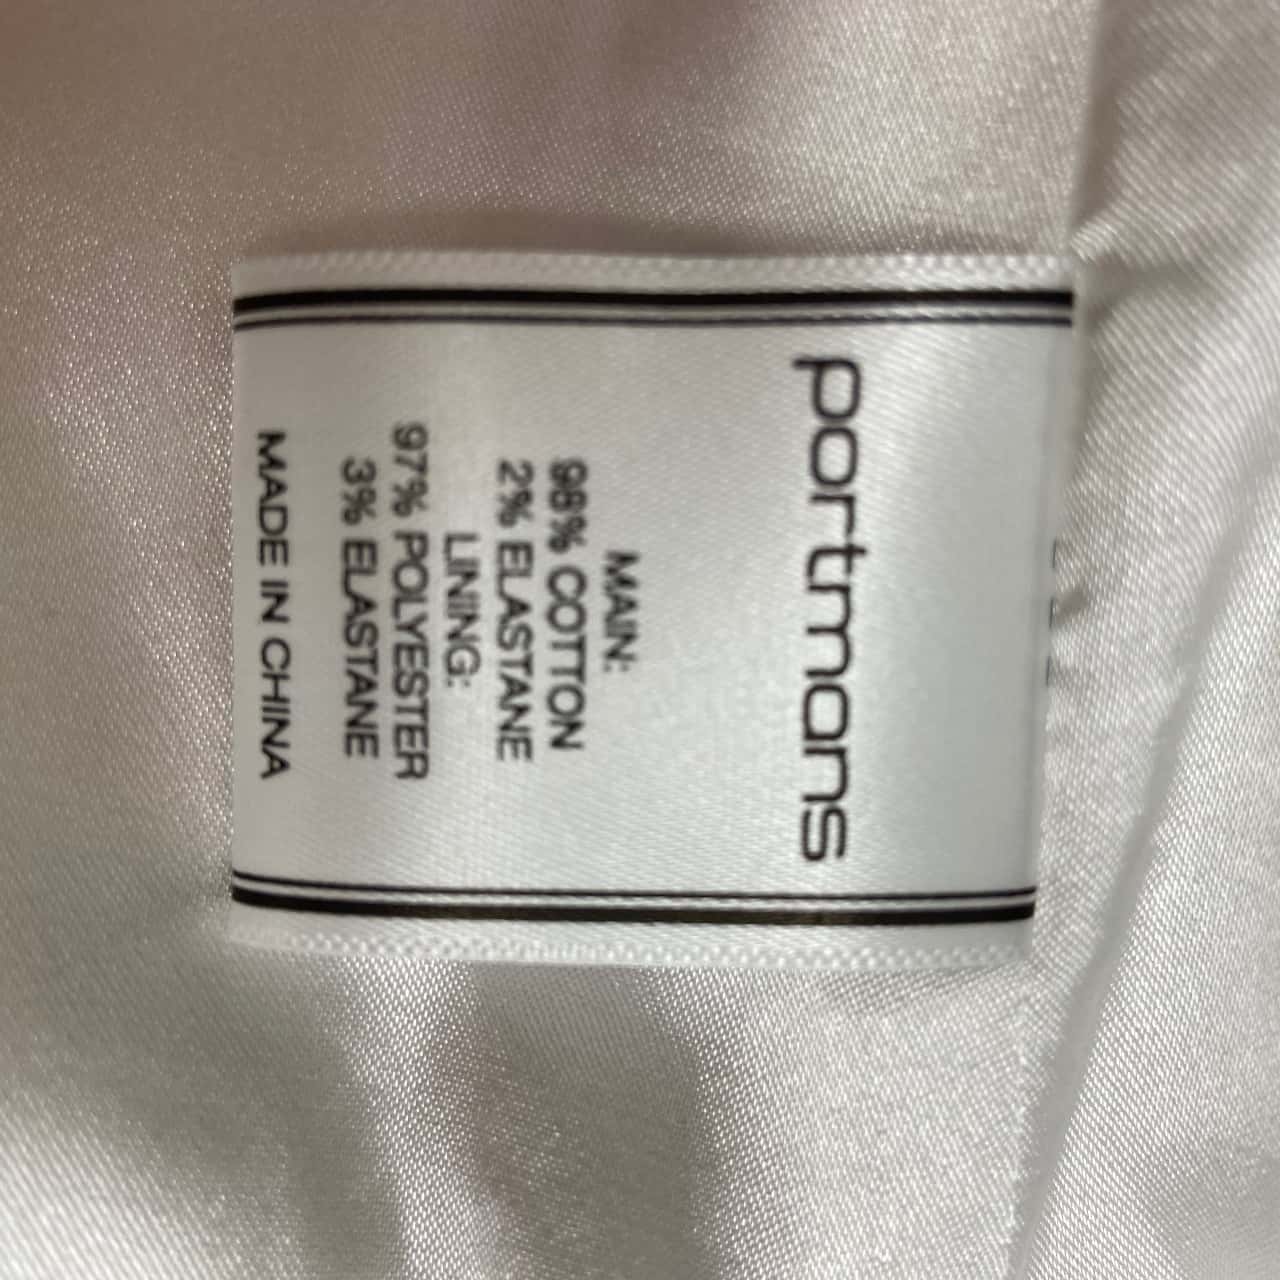 portmans
MAIN:
98% COTTON
2% ELASTANE
LINING:
97% POLYESTER
3% ELASTANE
MADE IN CHINA